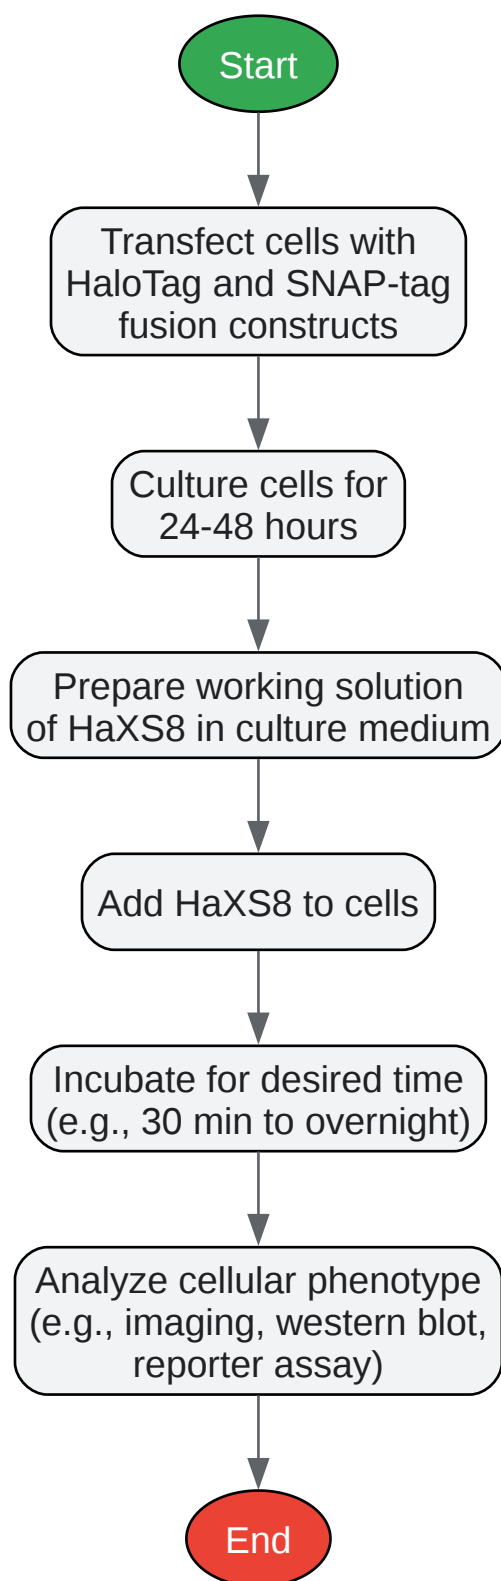 Start
Transfect cells with
HaloTag and SNAP-tag
fusion constructs
Culture cells for
24-48 hours
Prepare working solution
of HaXS8 in culture medium
Add HaXS8 to cells
Incubate for desired time
(e.g., 30 min to overnight)
Analyze cellular phenotype
(e.g., imaging, western blot,
reporter assay)
End